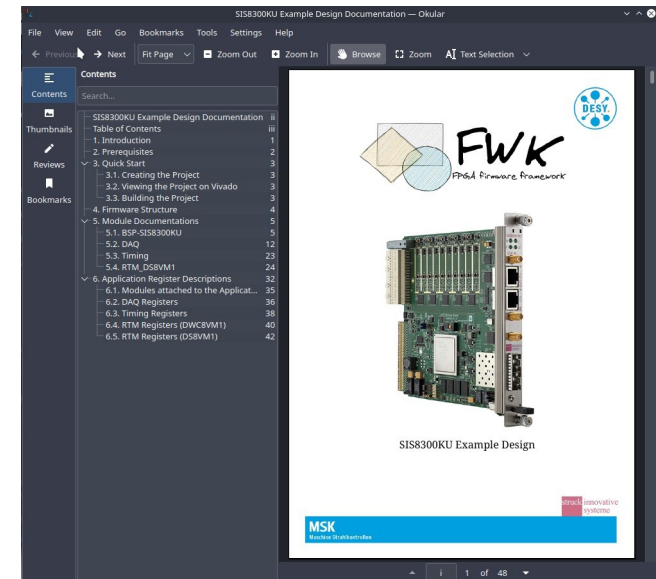 SIS8300KU Example Design Documentation — Okular
File View Edit Go Bookmarks Tools Settings Help
Previous Next Fit Page Zoom Out Zoom In Browse Zoom Text Selection
Contents
Thumbnails
Reviews
Bookmarks
Contents
Search...
SIS8300KU Example Design Documentation ii
Table of Contents iii
1. Introduction 1
2. Prerequisites 2
3. Quick Start 3
3.1. Creating the Project 3
3.2. Viewing the Project on Vivado 3
3.3. Building the Project 3
4. Firmware Structure 4
5. Module Documentations 5
5.1. BSP-SIS8300KU 5
5.2. DAQ 12
5.3. Timing 23
5.4. RTM_DS8VM1 24
6. Application Register Descriptions 32
6.1. Modules attached to the Applicat... 35
6.2. DAQ Registers 36
6.3. Timing Registers 38
6.4. RTM Registers (DWC8VM1) 40
6.5. RTM Registers (DS8VM1) 42
DESY.
FWK
FPGA firmware framework
SIS8300KU Example Design
struck innovative
systeme
MSK
Maschine Strahlkontrollen
i 1 of 48